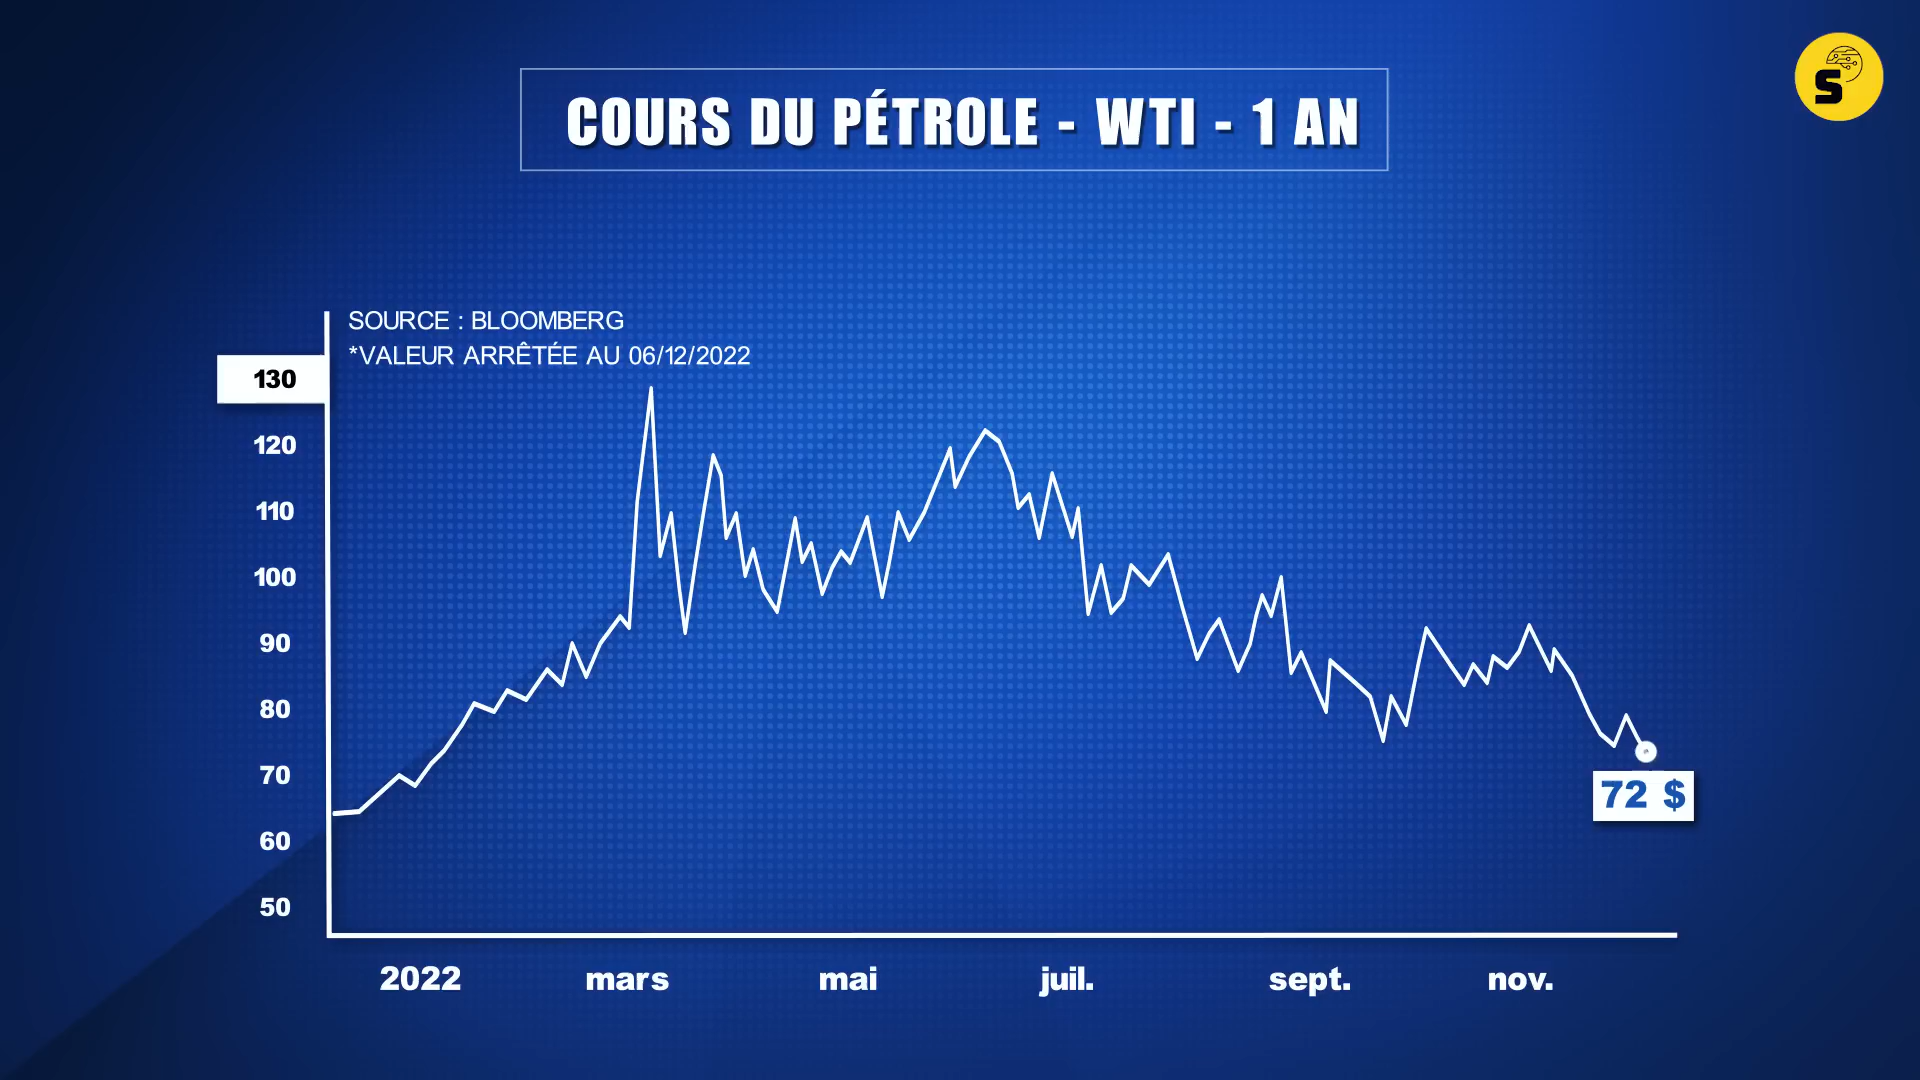 COURS DU PÉTROLE - WTI - 1 AN
S
SOURCE : BLOOMBERG
*VALEUR ARRÊTÉE AU 06/12/2022
130
120
110
100
90
80
70
60
50
72 $
2022 mars mai juil. sept. nov.